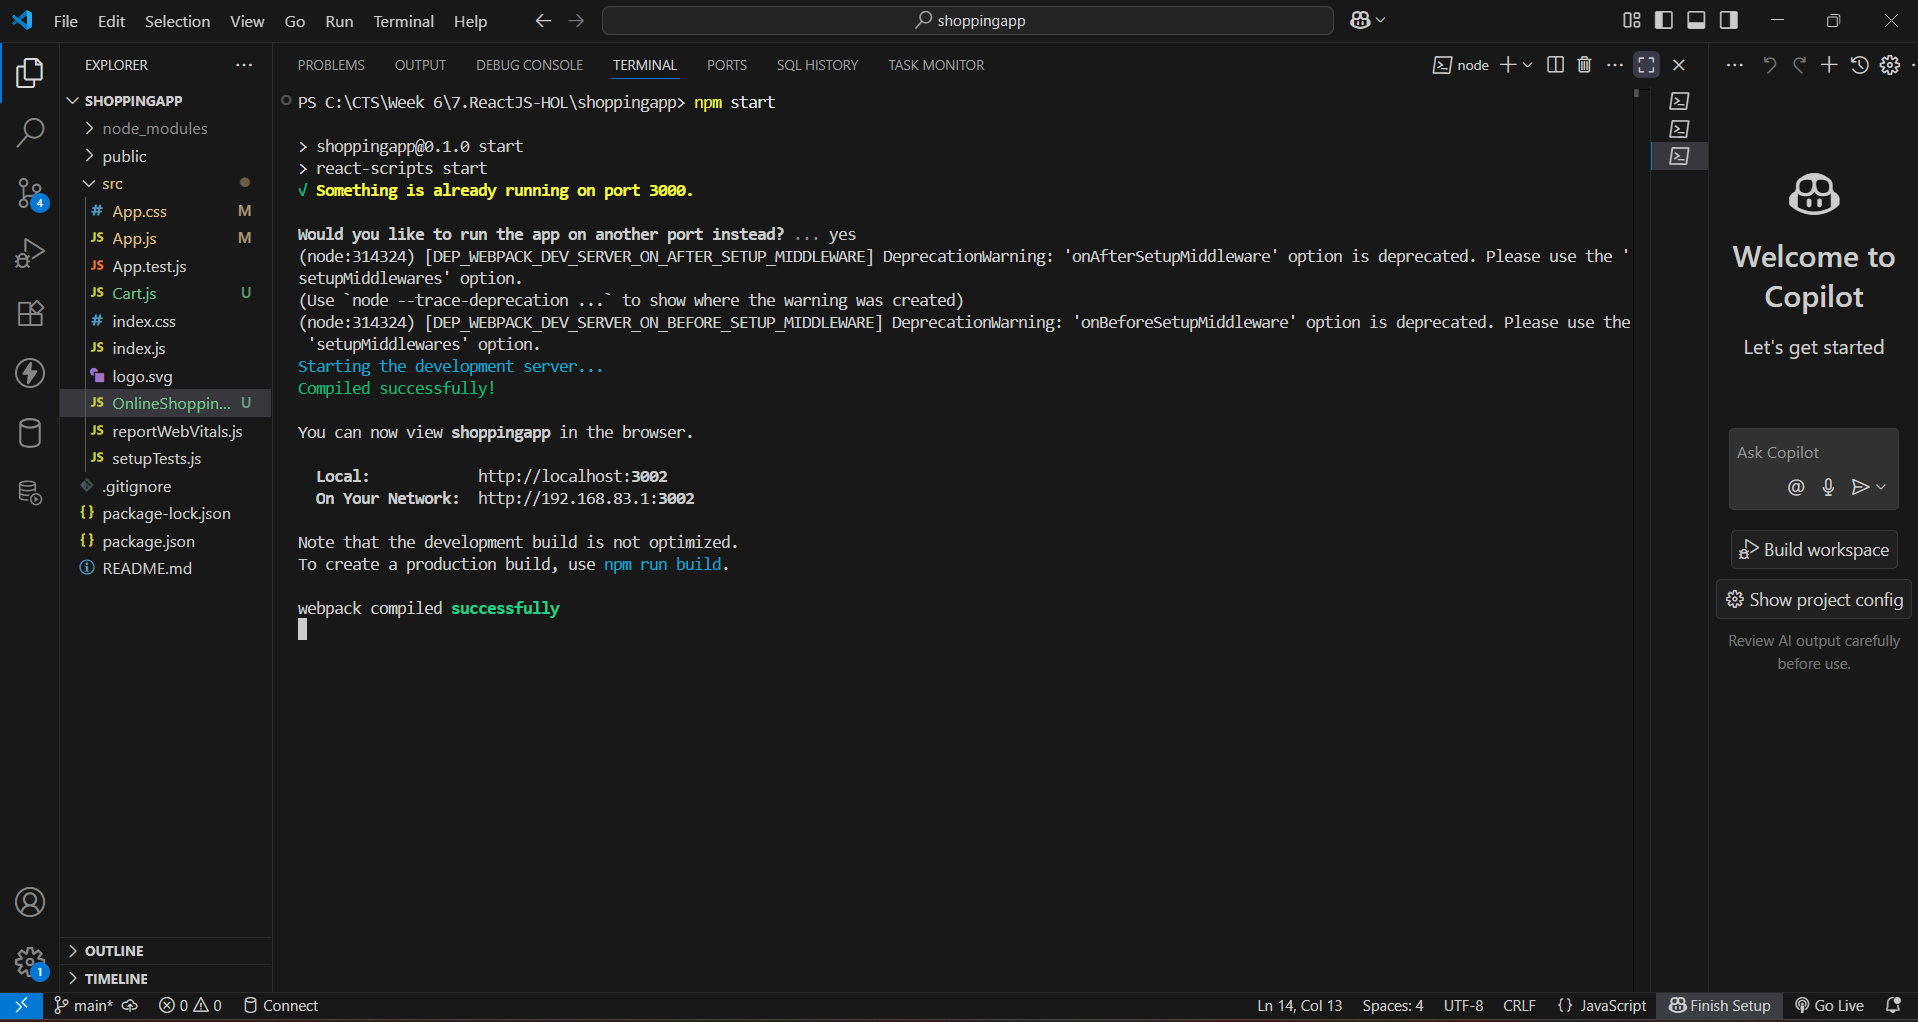 File Edit Selection View Go Run Terminal Help
shoppingapp
EXPLORER
SHOPPINGAPP
node_modules
public
src
App.css M
App.js M
App.test.js
Cart.js U
index.css
index.js
logo.svg
OnlineShoppin... U
reportWebVitals.js
setupTests.js
.gitignore
package-lock.json
package.json
README.md
OUTLINE
TIMELINE
4
1
PROBLEMS OUTPUT DEBUG CONSOLE TERMINAL PORTS SQL HISTORY TASK MONITOR
node
PS C:\CTS\Week 6\7.ReactJS-HOL\shoppingapp> npm start
> shoppingapp@0.1.0 start
> react-scripts start
√ Something is already running on port 3000.
Would you like to run the app on another port instead? ... yes
(node:314324) [DEP_WEBPACK_DEV_SERVER_ON_AFTER_SETUP_MIDDLEWARE] DeprecationWarning: 'onAfterSetupMiddleware' option is deprecated. Please use the '
setupMiddlewares' option.
(Use `node --trace-deprecation ...` to show where the warning was created)
(node:314324) [DEP_WEBPACK_DEV_SERVER_ON_BEFORE_SETUP_MIDDLEWARE] DeprecationWarning: 'onBeforeSetupMiddleware' option is deprecated. Please use the
'setupMiddlewares' option.
Starting the development server...
Compiled successfully!
You can now view shoppingapp in the browser.
Local: http://localhost:3002
On Your Network: http://192.168.83.1:3002
Note that the development build is not optimized.
To create a production build, use npm run build.
webpack compiled successfully
Welcome to
Copilot
Let's get started
Ask Copilot
Build workspace
Show project config
Review AI output carefully
before use.
main* 0 0 Connect
Ln 14, Col 13 Spaces: 4 UTF-8 CRLF {} JavaScript Finish Setup Go Live